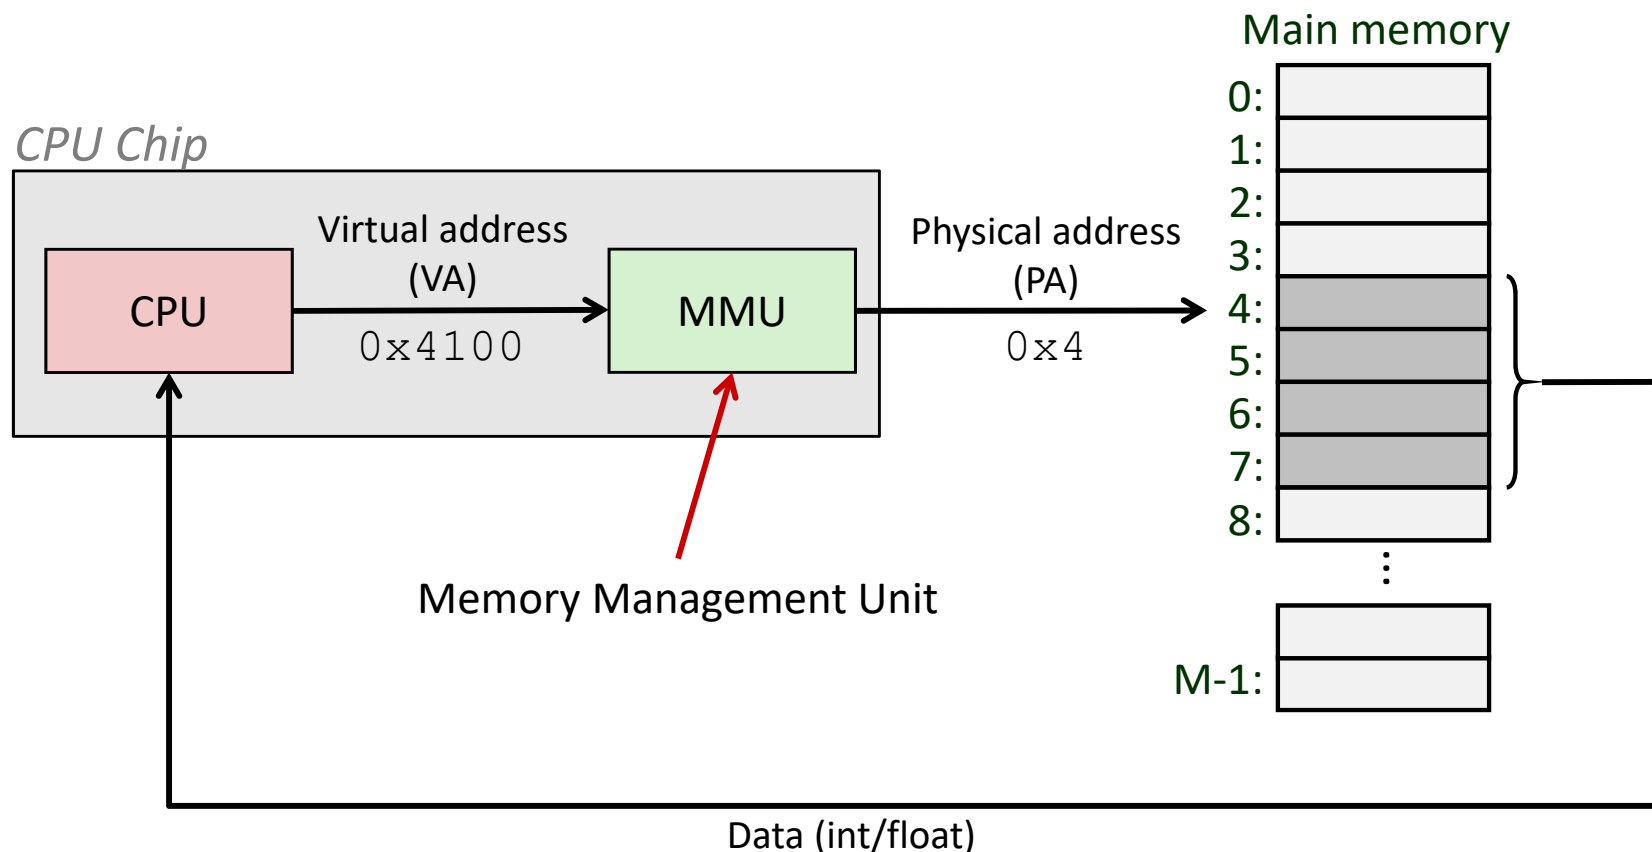 Main memory
CPU Chip
0:
1:
2:
3:
4:
5:
6:
7:
8:
⋮
M-1:
Virtual address
(VA)
0x4100
Physical address
(PA)
0x4
CPU
MMU
Memory Management Unit
Data (int/float)